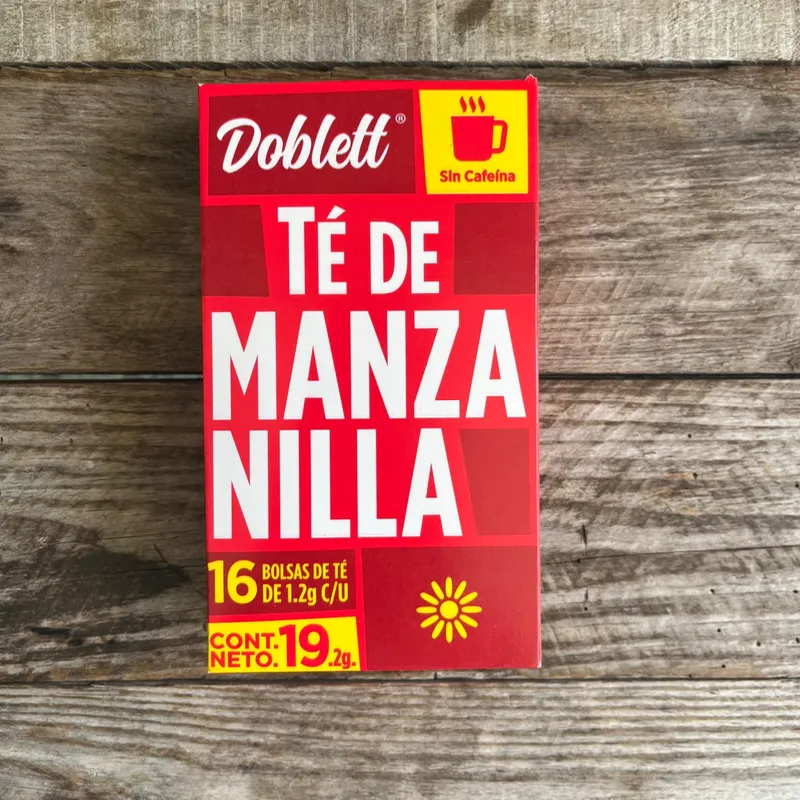 Doblett®
Sin Cafeína
TÉ DE
MANZA
NILLA
16 BOLSAS DE TÉ
DE 1.2g C/U
CONT.
NETO. 19.2g.